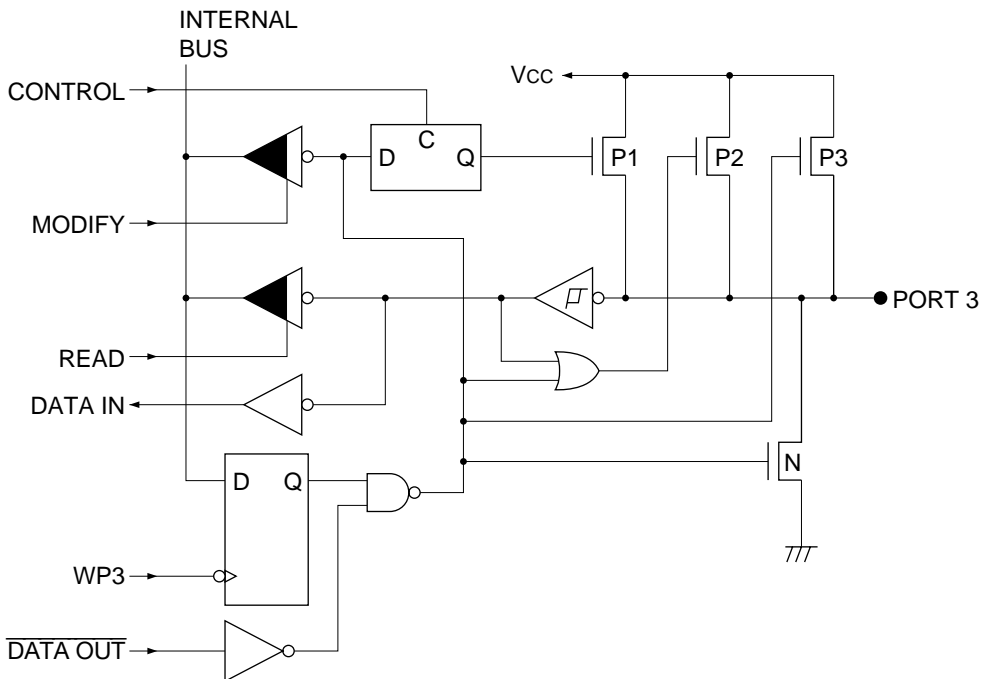 INTERNAL
BUS
CONTROL
VCC
D C Q
P1
P2
P3
MODIFY
PORT 3
READ
DATA IN
D Q
N
WP3
DATA OUT